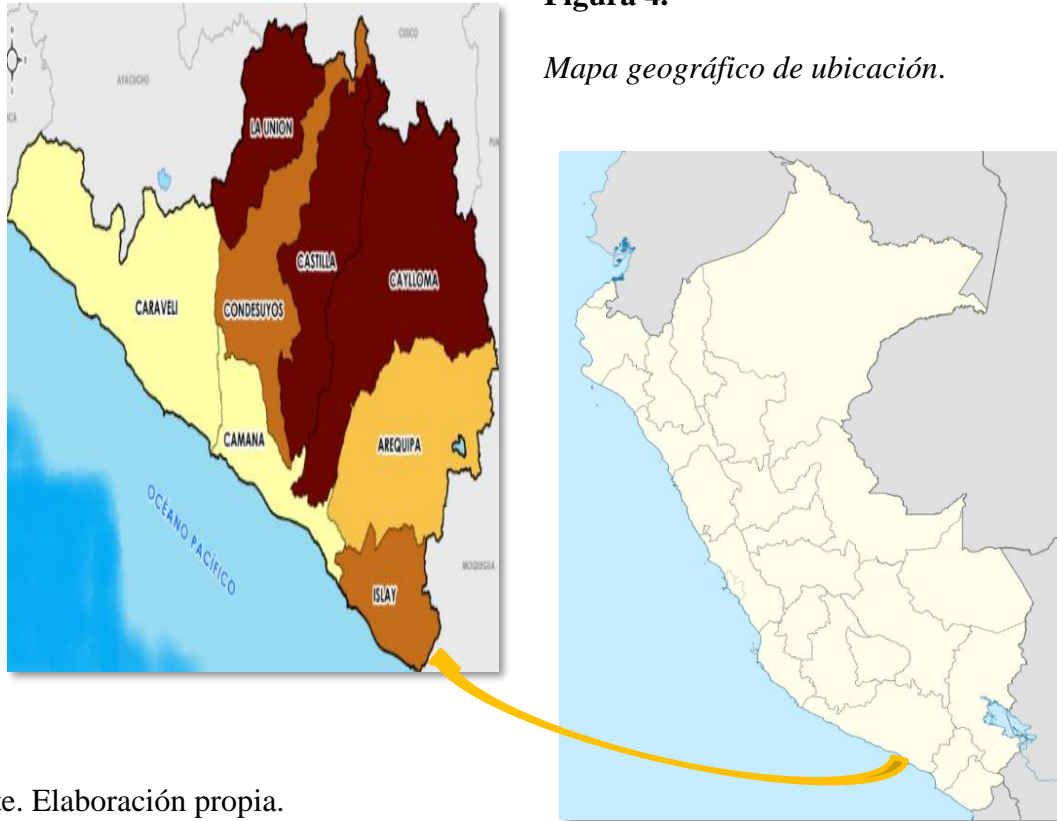 Figura 4.
Mapa geográfico de ubicación.
CUSCO
AYACUCHO
LA UNION
CASTILLA
CAYLLOMA
CARAVELI
CONDESUYOS
CAMANA
AREQUIPA
OCÉANO PACÍFICO
MOQUEGUA
ISLAY
Elaboración propia.